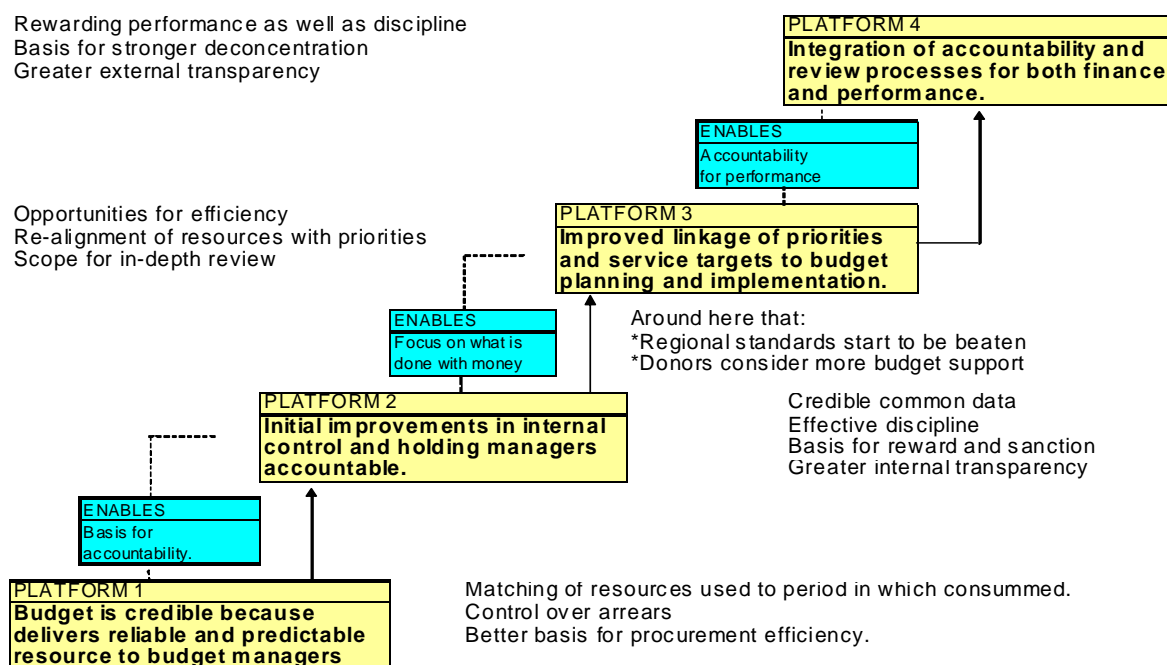 Rewarding performance as well as discipline
Basis for stronger deconcentration
Greater external transparency
PLATFORM 4
Integration of accountability and
review processes for both finance
and performance.
ENABLES
Accountability
for performance
Opportunities for efficiency
Re-alignment of resources with priorities
Scope for in-depth review
PLATFORM 3
Improved linkage of priorities
and service targets to budget
planning and implementation.
ENABLES
Focus on what is
done with money
Around here that:
*Regional standards start to be beaten
*Donors consider more budget support
PLATFORM 2
Initial improvements in internal
control and holding managers
accountable.
Credible common data
Effective discipline
Basis for reward and sanction
Greater internal transparency
ENABLES
Basis for
accountability.
PLATFORM 1
Budget is credible because
delivers reliable and predictable
resource to budget managers
Matching of resources used to period in which consummed.
Control over arrears
Better basis for procurement efficiency.